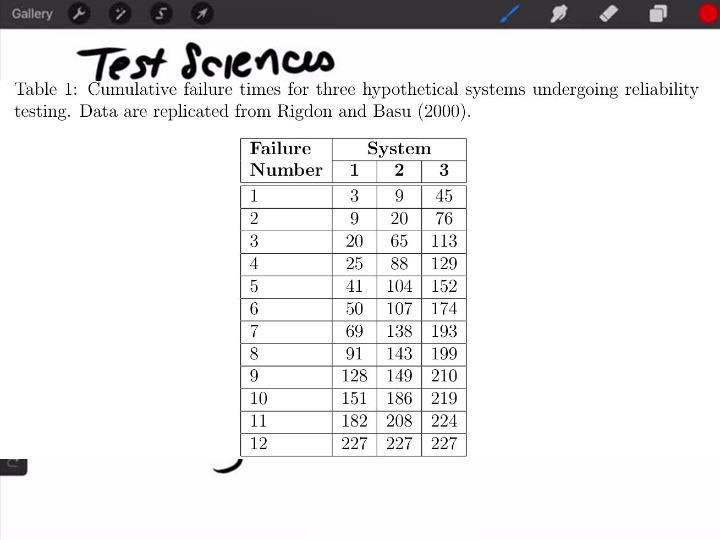 Gallery
Test Sciences
Table 1: Cumulative failure times for three hypothetical systems undergoing reliability
testing. Data are replicated from Rigdon and Basu (2000).
Failure System
Number 1 2 3
1 3 9 45
2 9 20 76
3 20 65 113
4 25 88 129
5 41 104 152
6 50 107 174
7 69 138 193
8 91 143 199
9 128 149 210
10 151 186 219
11 182 208 224
12 227 227 227